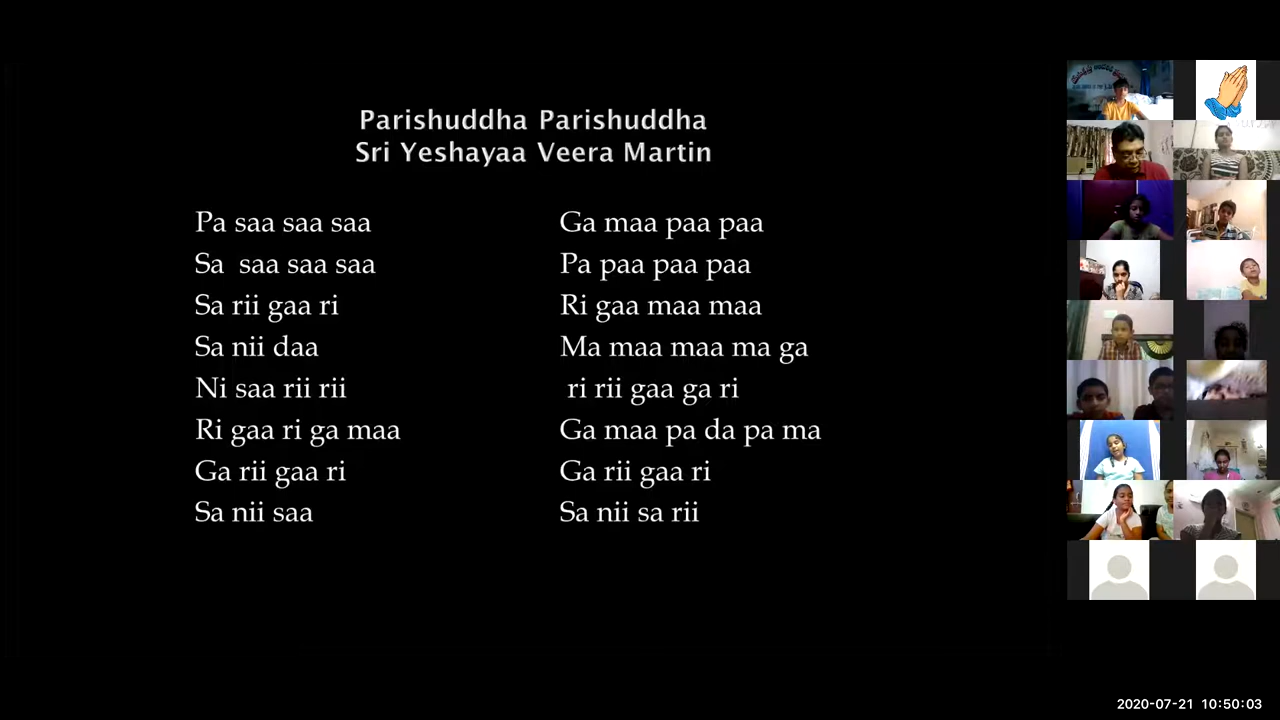 Parishuddha Parishuddha
Sri Yeshayaa Veera Martin
Pa saa saa saa
Sa saa saa saa
Sa rii gaa ri
Sa nii daa
Ni saa rii rii
Ri gaa ri ga maa
Ga rii gaa ri
Sa nii saa
Ga maa paa paa
Pa paa paa paa
Ri gaa maa maa
Ma maa maa ma ga
ri rii gaa ga ri
Ga maa pa da pa ma
Ga rii gaa ri
Sa nii sa rii
2020-07-21 10:50:03